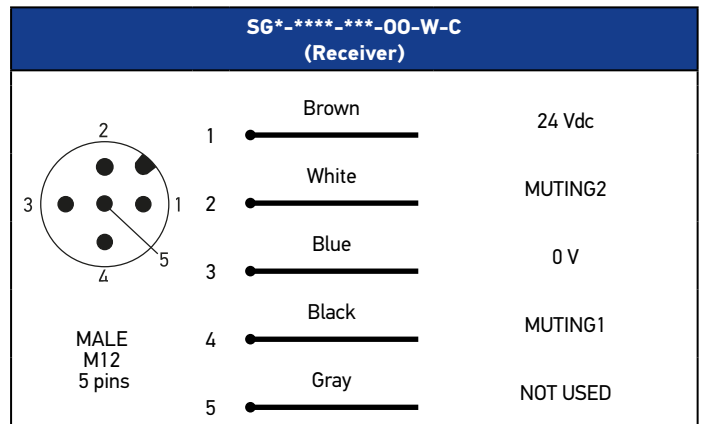 SG*-****-***-OO-W-C
(Receiver)
2
3
1
5
4
MALE
M12
5 pins
1 Brown 24 Vdc
2 White MUTING2
3 Blue 0 V
4 Black MUTING1
5 Gray NOT USED